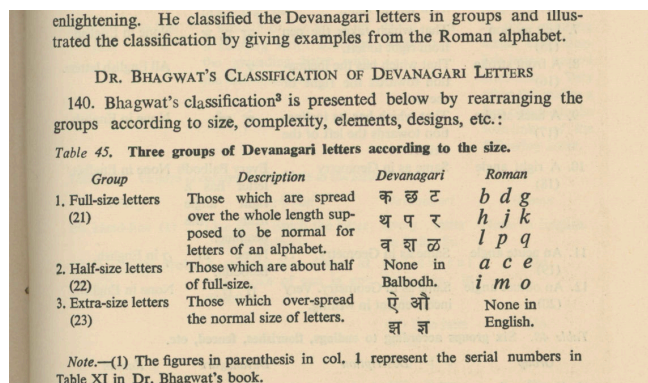 enlightening. He classified the Devanagari letters in groups and illus-
trated the classification by giving examples from the Roman alphabet.
DR. BHAGWAT'S CLASSIFICATION OF DEVANAGARI LETTERS
140. Bhagwat's classification³ is presented below by rearranging the
groups according to size, complexity, elements, designs, etc.:
Table 45. Three groups of Devanagari letters according to the size.
Group Description Devanagari Roman
1. Full-size letters Those which are spread क छ ट b d g
(21) over the whole length sup- थ प र h j k
posed to be normal for
letters of an alphabet. व श ळ l p q
2. Half-size letters Those which are about half None in a c e
(22) of full-size. Balbodh. i m o
3. Extra-size letters Those which over-spread ऐ औ None in
(23) the normal size of letters. झ ज्ञ English.
Note.—(1) The figures in parenthesis in col. 1 represent the serial numbers in
Table XI in Dr. Bhagwat's book.